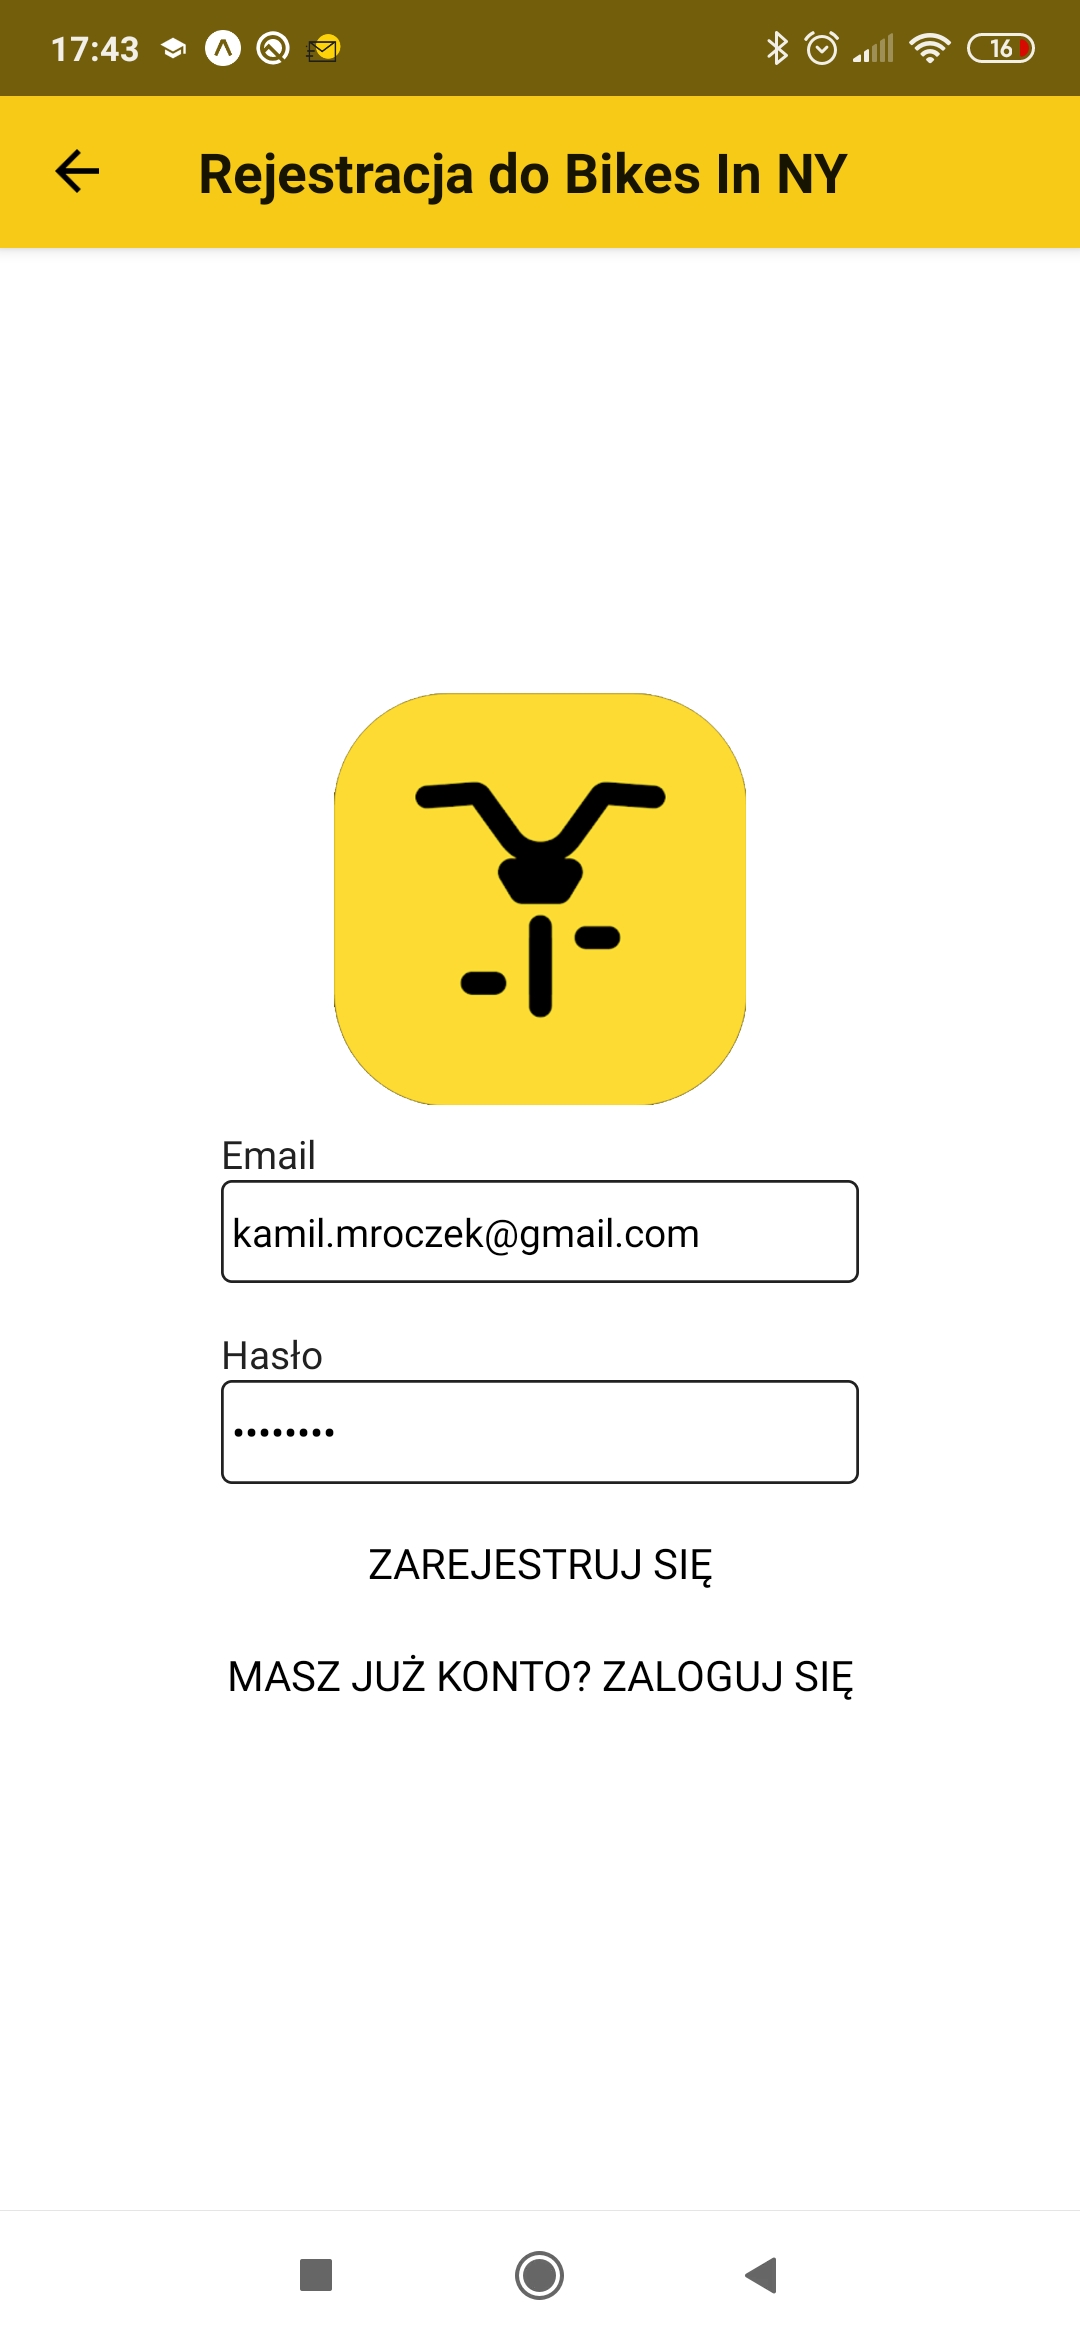 17:43
16
Rejestracja do Bikes In NY
Email
kamil.mroczek@gmail.com
Hasło
••••••••
ZAREJESTRUJ SIĘ
MASZ JUŻ KONTO? ZALOGUJ SIĘ